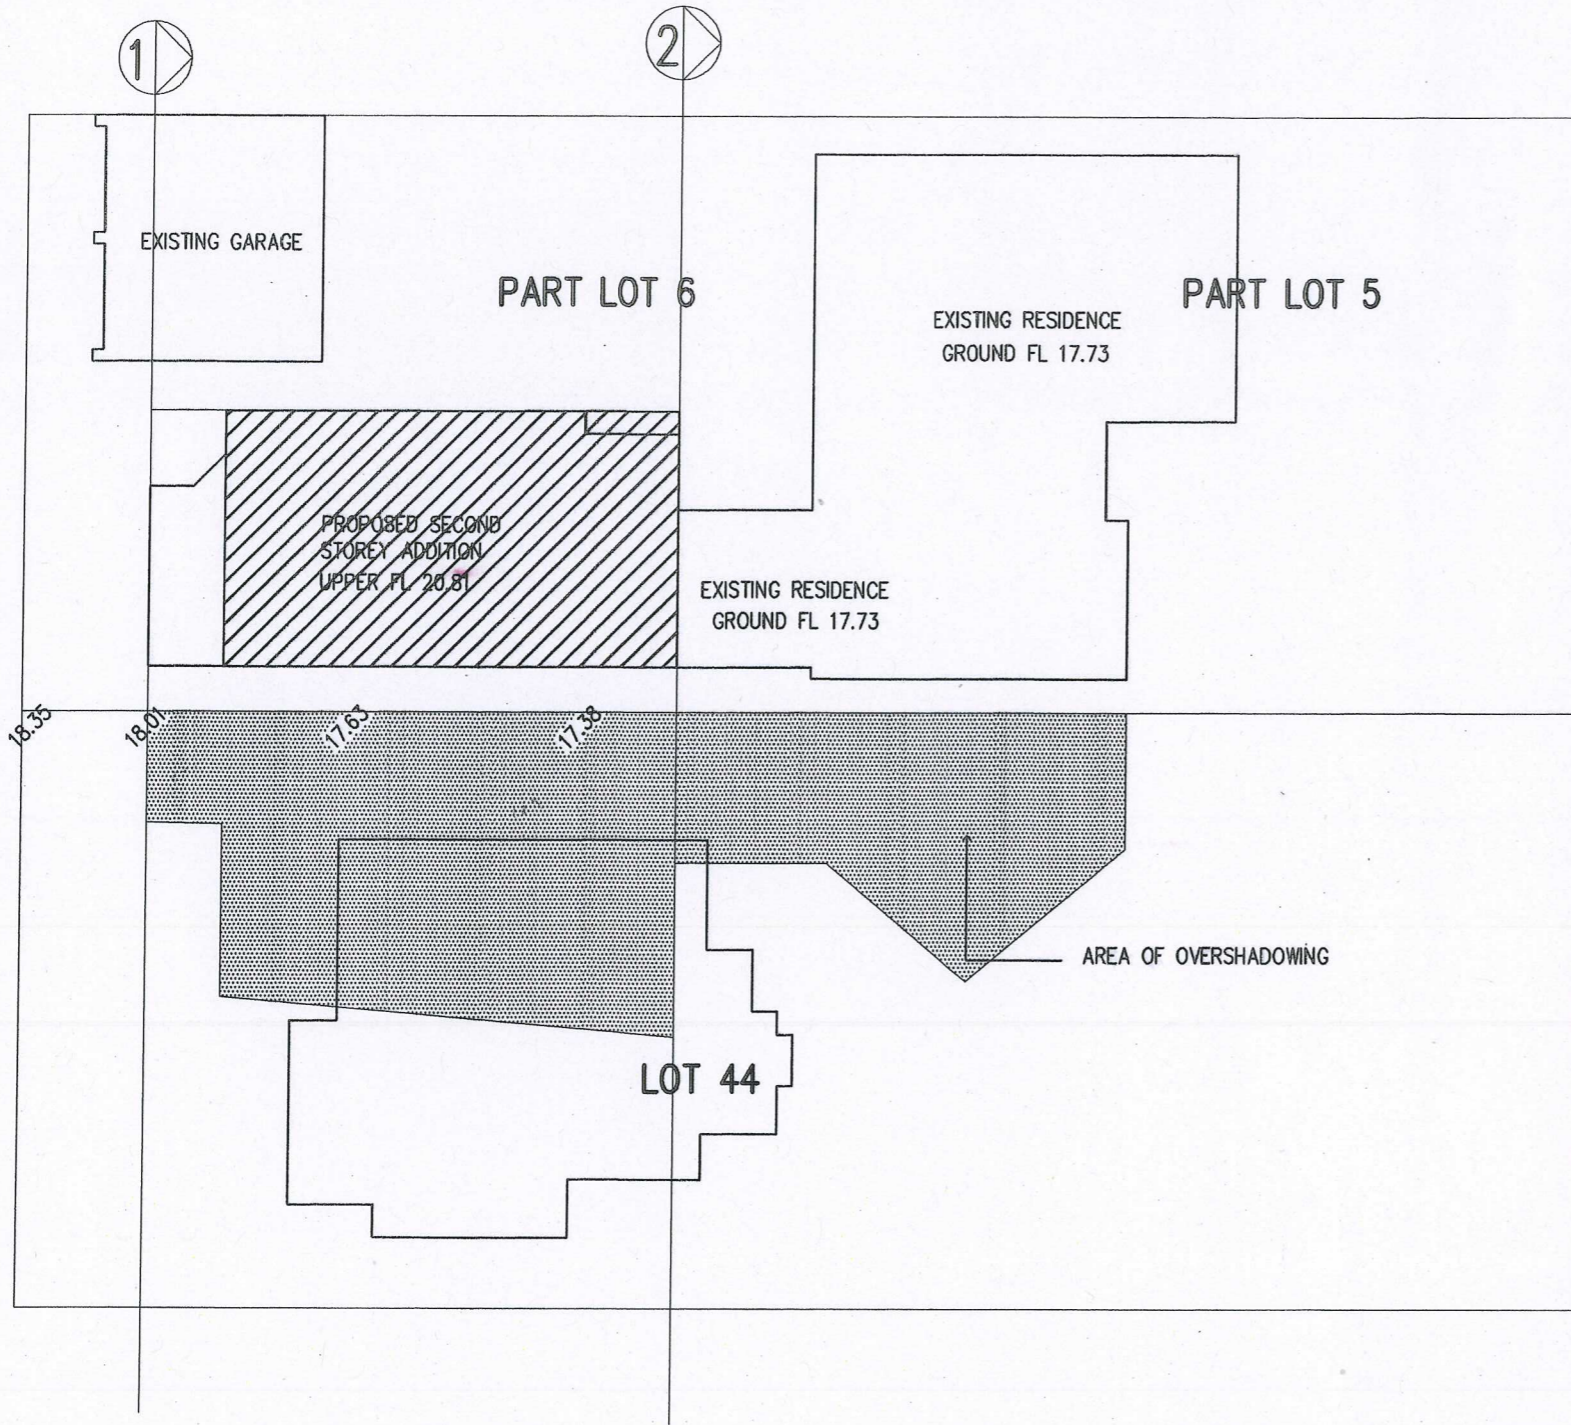 1
2
EXISTING GARAGE
PART LOT 6
PART LOT 5
EXISTING RESIDENCE
GROUND FL 17.73
PROPOSED SECOND
STOREY ADDITION
UPPER FL 20.81
EXISTING RESIDENCE
GROUND FL 17.73
18.35
18.01
17.63
17.38
AREA OF OVERSHADOWING
LOT 44